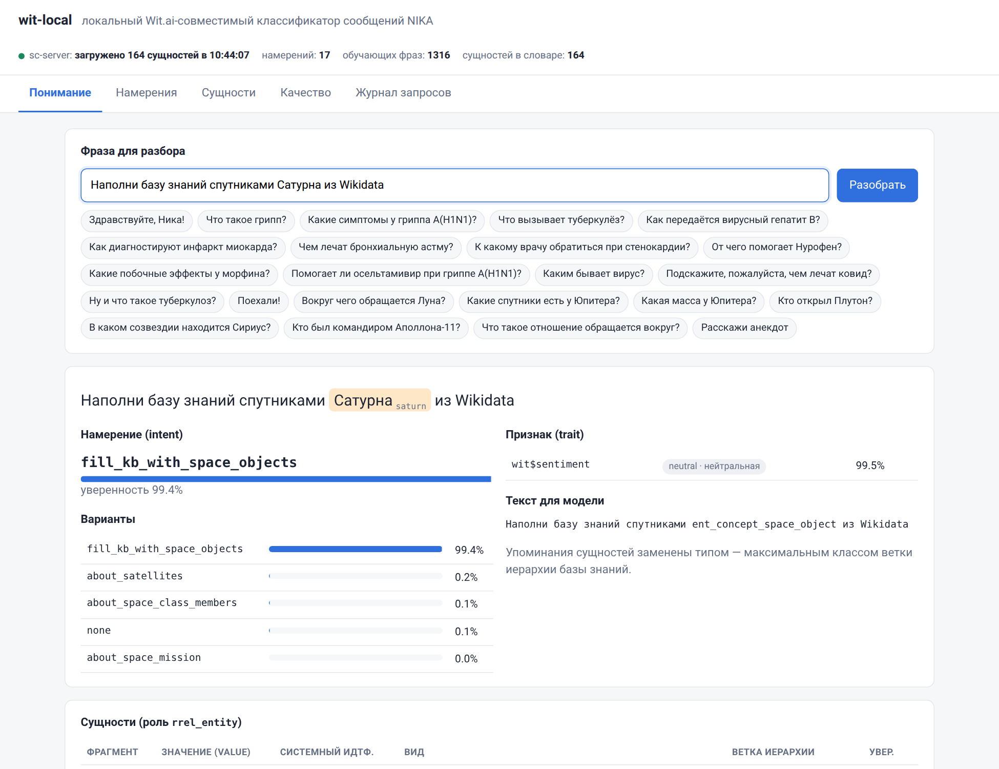 wit-local локальный Wit.ai-совместимый классификатор сообщений NIKA
sc-server: загружено 164 сущностей в 10:44:07 намерений: 17 обучающих фраз: 1316 сущностей в словаре: 164
Понимание Намерения Сущности Качество Журнал запросов
Фраза для разбора
Наполни базу знаний спутниками Сатурна из Wikidata Разобрать
Здравствуйте, Ника! Что такое грипп? Какие симптомы у гриппа A(H1N1)? Что вызывает туберкулёз? Как передаётся вирусный гепатит B?
Как диагностируют инфаркт миокарда? Чем лечат бронхиальную астму? К какому врачу обратиться при стенокардии? От чего помогает Нурофен?
Какие побочные эффекты у морфина? Помогает ли осельтамивир при гриппе A(H1N1)? Каким бывает вирус? Подскажите, пожалуйста, чем лечат ковид?
Ну и что такое туберкулоз? Поехали! Вокруг чего обращается Луна? Какие спутники есть у Юпитера? Какая масса у Юпитера? Кто открыл Плутон?
В каком созвездии находится Сириус? Кто был командиром Аполлона-11? Что такое отношение обращается вокруг? Расскажи анекдот
Наполни базу знаний спутниками Сатурна saturn из Wikidata
Намерение (intent)
fill_kb_with_space_objects
уверенность 99.4%
Варианты
fill_kb_with_space_objects 99.4%
about_satellites 0.2%
about_space_class_members 0.1%
none 0.1%
about_space_mission 0.0%
Признак (trait)
wit$sentiment neutral · нейтральная 99.5%
Текст для модели
Наполни базу знаний спутниками ent_concept_space_object из Wikidata
Упоминания сущностей заменены типом — максимальным классом ветки
иерархии базы знаний.
Сущности (роль rrel_entity)
ФРАГМЕНТ ЗНАЧЕНИЕ (VALUE) СИСТЕМНЫЙ ИДТФ. ВИД ВЕТКА ИЕРАРХИИ УВЕР.